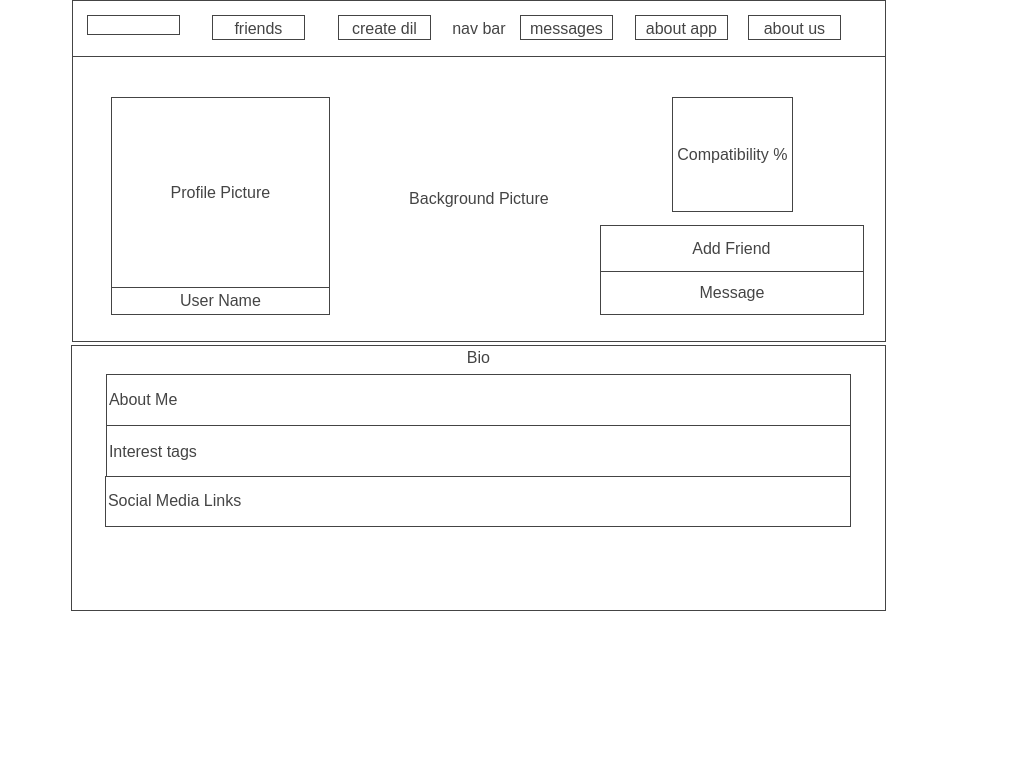 friends create dil nav bar messages about app about us
Compatibility %
Profile Picture
Background Picture
Add Friend
Message
User Name
Bio
About Me
Interest tags
Social Media Links